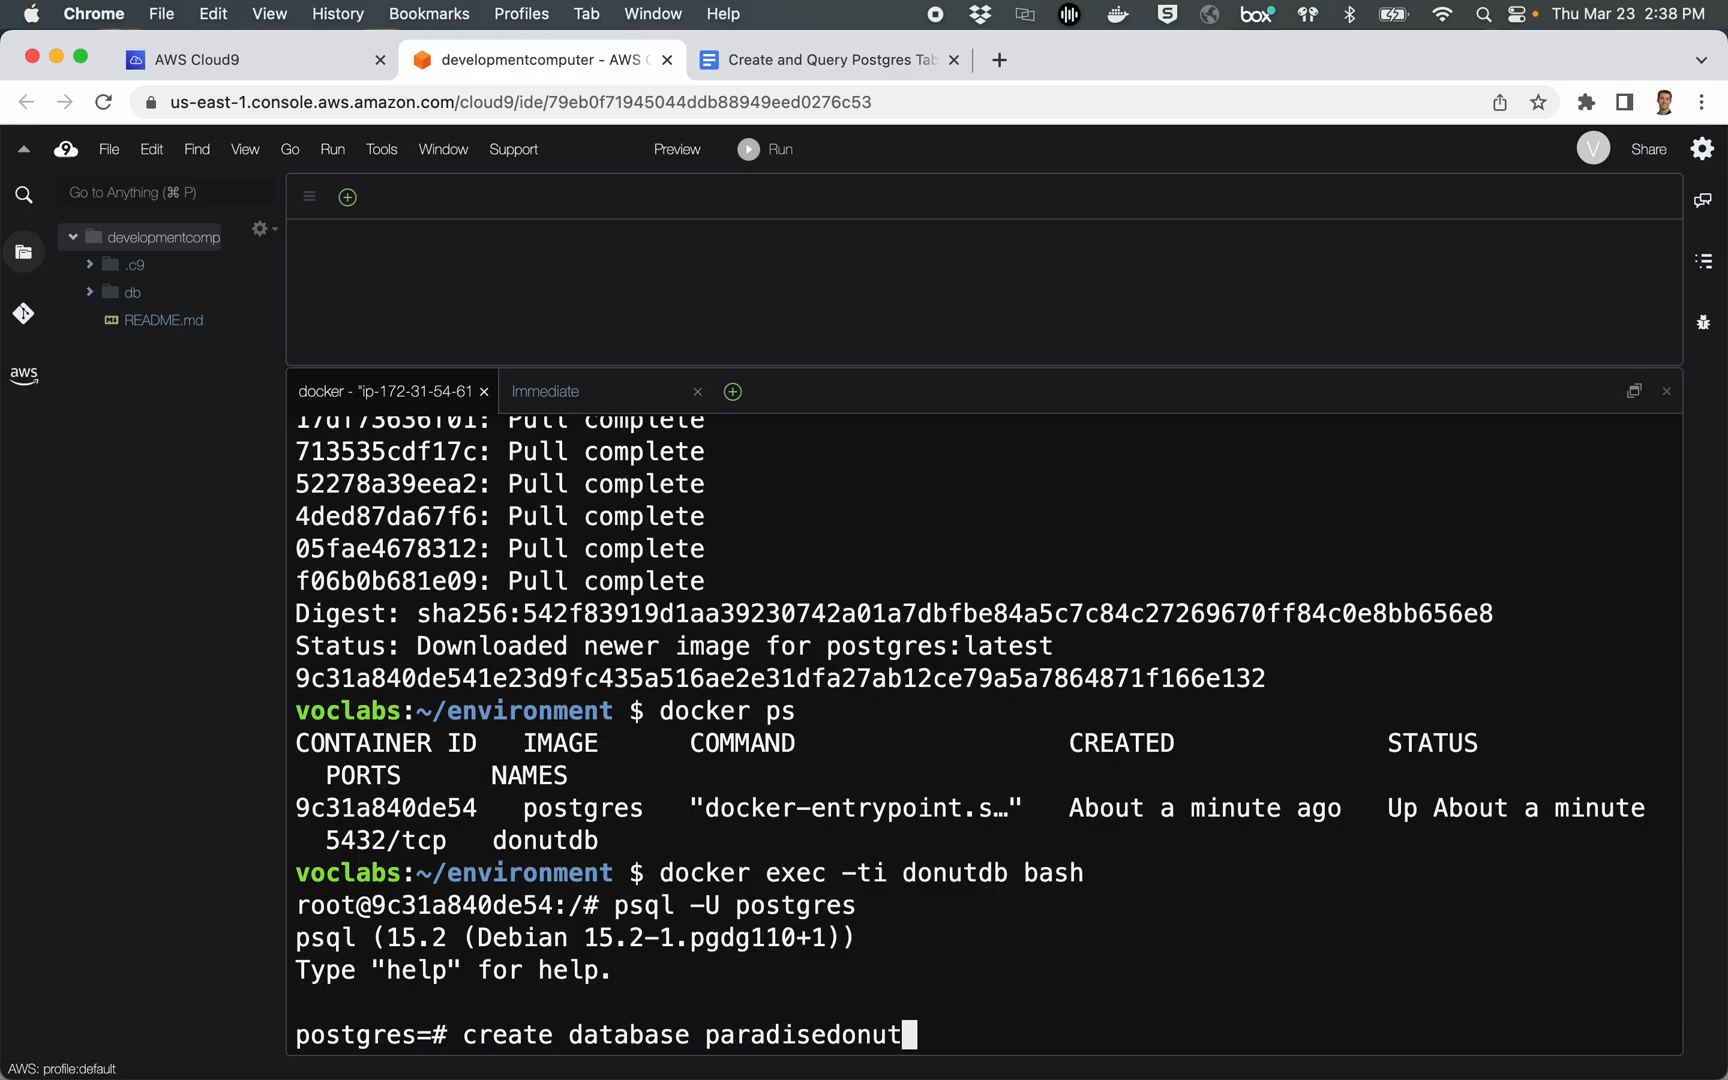 Chrome File Edit View History Bookmarks Profiles Tab Window Help box Thu Mar 23 2:38 PM
AWS Cloud9 developmentcomputer - AWS C Create and Query Postgres Tab
us-east-1.console.aws.amazon.com/cloud9/ide/79eb0f71945044ddb88949eed0276c53
9 File Edit Find View Go Run Tools Window Support Preview Run V Share
Go to Anything (⌘ P)
developmentcomp
.c9
db
README.md
aws
docker - "ip-172-31-54-61 Immediate
17df73636f01: Pull complete
713535cdf17c: Pull complete
52278a39eea2: Pull complete
4ded87da67f6: Pull complete
05fae4678312: Pull complete
f06b0b681e09: Pull complete
Digest: sha256:542f83919d1aa39230742a01a7dbfbe84a5c7c84c27269670ff84c0e8bb656e8
Status: Downloaded newer image for postgres:latest
9c31a840de541e23d9fc435a516ae2e31dfa27ab12ce79a5a7864871f166e132
voclabs:~/environment $ docker ps
CONTAINER ID IMAGE COMMAND CREATED STATUS
PORTS NAMES
9c31a840de54 postgres "docker-entrypoint.s…" About a minute ago Up About a minute
5432/tcp donutdb
voclabs:~/environment $ docker exec -ti donutdb bash
root@9c31a840de54:/# psql -U postgres
psql (15.2 (Debian 15.2-1.pgdg110+1))
Type "help" for help.
postgres=# create database paradisedonut
AWS: profile:default